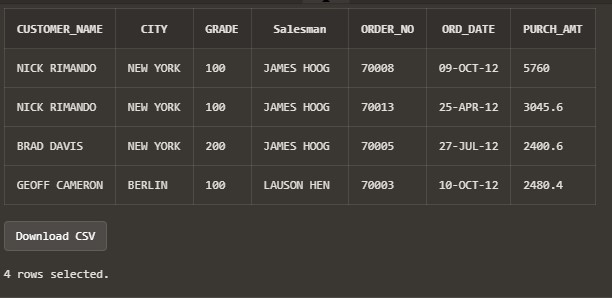 CUSTOMER_NAME CITY GRADE Salesman ORDER_NO ORD_DATE PURCH_AMT
NICK RIMANDO NEW YORK 100 JAMES HOOG 70008 09-OCT-12 5760
NICK RIMANDO NEW YORK 100 JAMES HOOG 70013 25-APR-12 3045.6
BRAD DAVIS NEW YORK 200 JAMES HOOG 70005 27-JUL-12 2400.6
GEOFF CAMERON BERLIN 100 LAUSON HEN 70003 10-OCT-12 2480.4
Download CSV
4 rows selected.